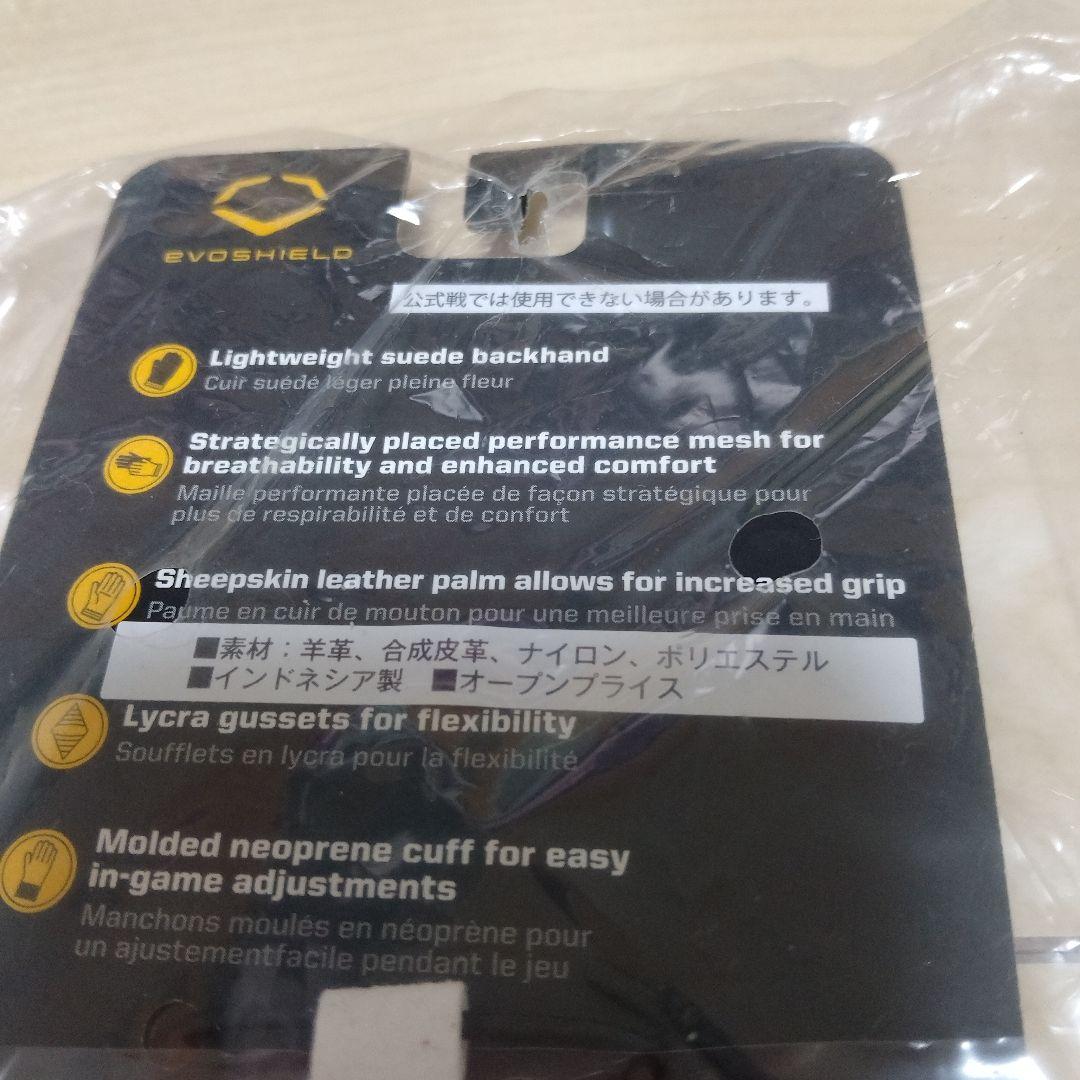 EVOSHIELD
公式戦では使用できない場合があります。
Lightweight suede backhand
Cuir suédé léger pleine fleur
Strategically placed performance mesh for
breathability and enhanced comfort
Maille performante placée de façon stratégique pour
plus de respirabilité et de confort
Sheepskin leather palm allows for increased grip
Paume en cuir de mouton pour une meilleure prise en main
■素材：羊革、合成皮革、ナイロン、ポリエステル
■インドネシア製 ■オープンプライス
Lycra gussets for flexibility
Soufflets en lycra pour la flexibilité
Molded neoprene cuff for easy
in-game adjustments
Manchons moulés en néoprène pour
un ajustementfacile pendant le jeu